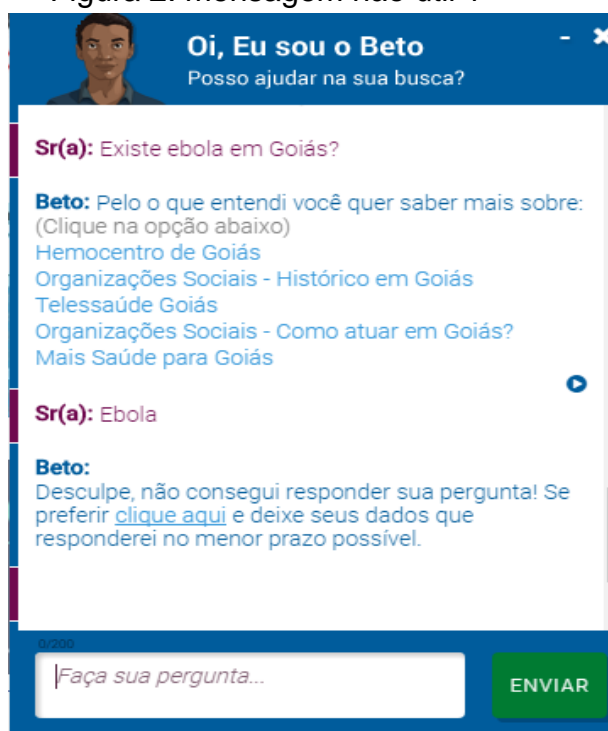 Oi, Eu sou o Beto
Posso ajudar na sua busca?
Sr(a): Existe ebola em Goiás?
Beto: Pelo o que entendi você quer saber mais sobre:
(Clique na opção abaixo)
Hemocentro de Goiás
Organizações Sociais - Histórico em Goiás
Telessaúde Goiás
Organizações Sociais - Como atuar em Goiás?
Mais Saúde para Goiás
Sr(a): Ebola
Beto:
Desculpe, não consegui responder sua pergunta! Se
preferir clique aqui e deixe seus dados que
responderei no menor prazo possível.
0/200
Faça sua pergunta...
ENVIAR